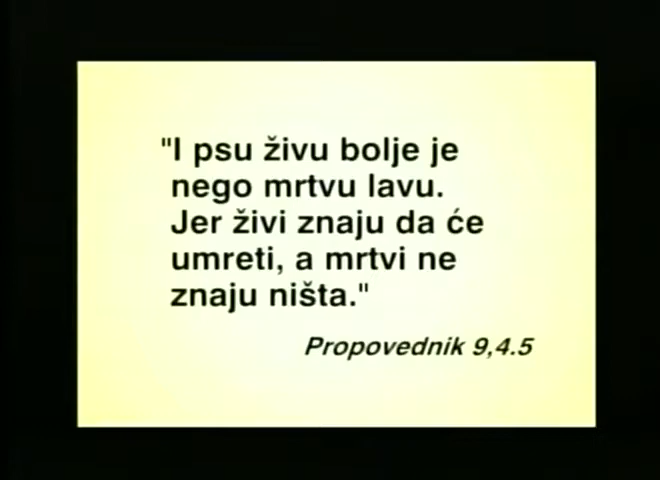 "I psu živu bolje je
nego mrtvu lavu.
Jer živi znaju da će
umreti, a mrtvi ne
znaju ništa."
Propovednik 9,4.5